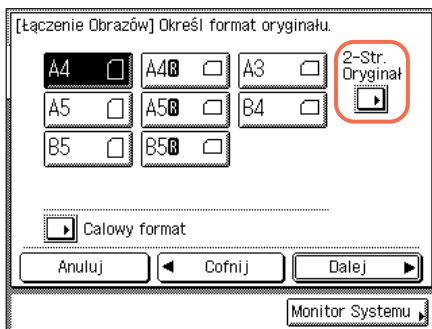 [Łączenie Obrazów] Określ format oryginału.
A4 A4R A3
2-Str.
Oryginał
A5 A5R B4
B5 B5R
Calowy format
Anuluj Cofnij Dalej
Monitor Systemu